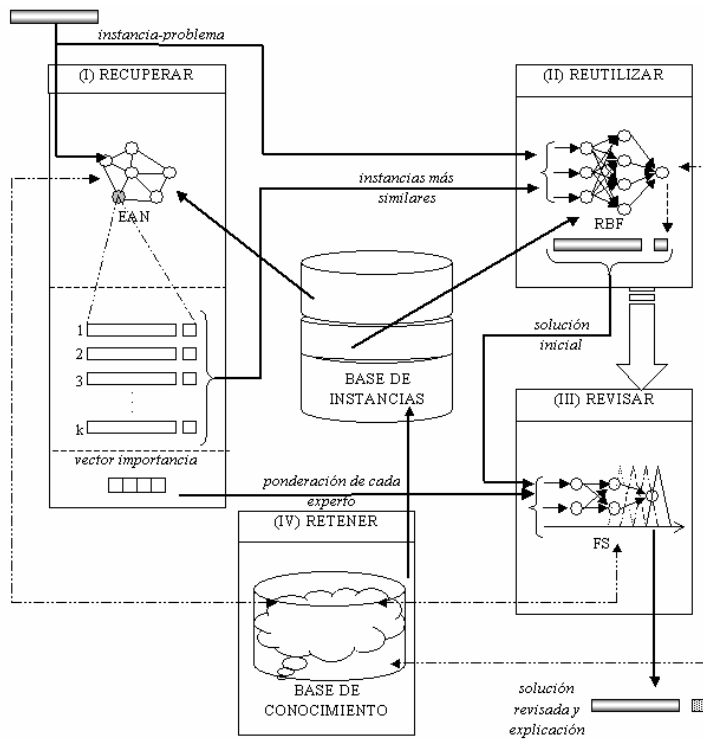 instancia-problema
(I) RECUPERAR
(II) REUTILIZAR
EAN
instancias más
similares
RBF
1
2
3
k
BASE DE
INSTANCIAS
solución
inicial
(III) REVISAR
vector importancia
ponderación de cada
experto
(IV) RETENER
FS
BASE DE
CONOCIMIENTO
solución
revisada y
explicación